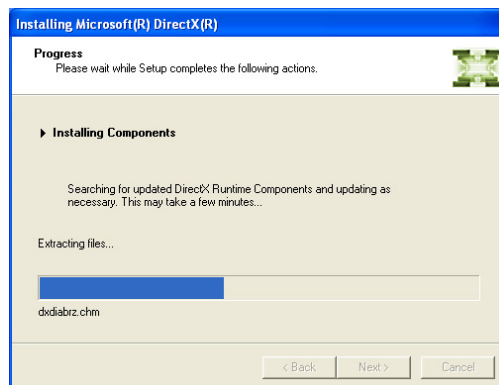 Installing Microsoft(R) DirectX(R)
Progress
Please wait while Setup completes the following actions.
Installing Components
Searching for updated DirectX Runtime Components and updating as
necessary. This may take a few minutes...
Extracting files...
dxdiabrz.chm
< Back Next > Cancel